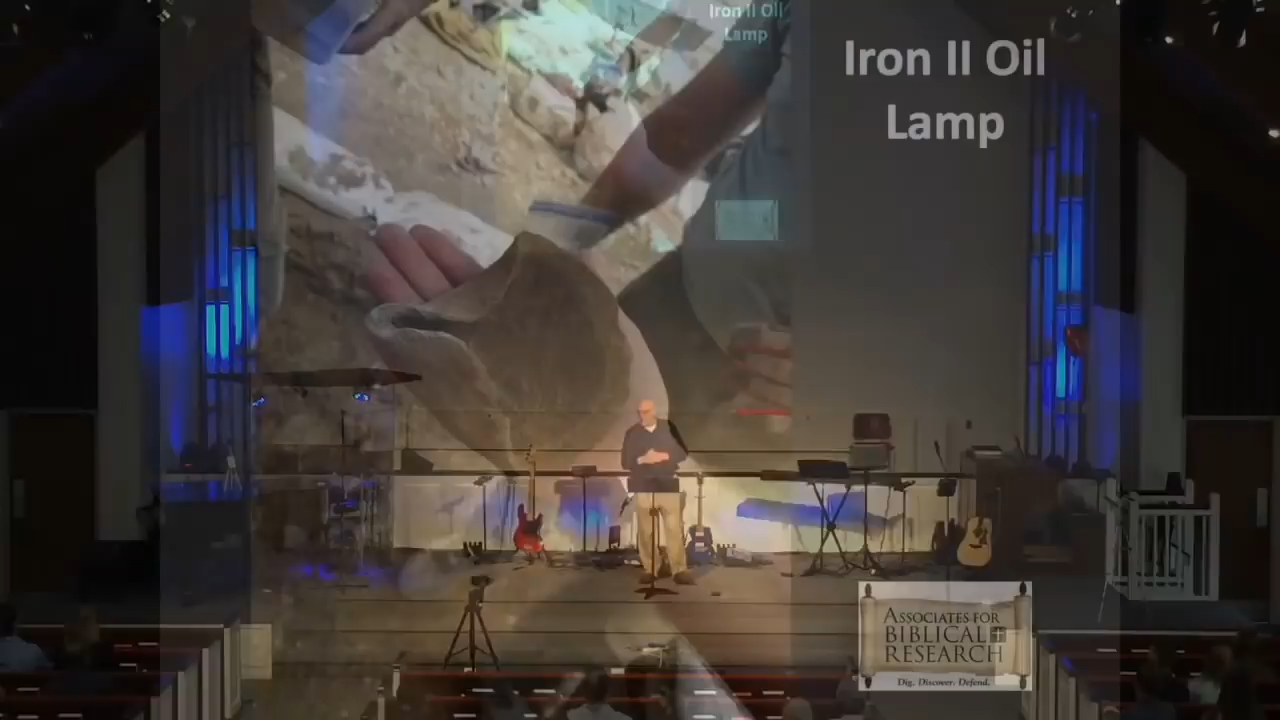 Iron II Oil
Lamp
Iron II Oil
Lamp
ASSOCIATES FOR
BIBLICAL
RESEARCH
Dig. Discover. Defend.